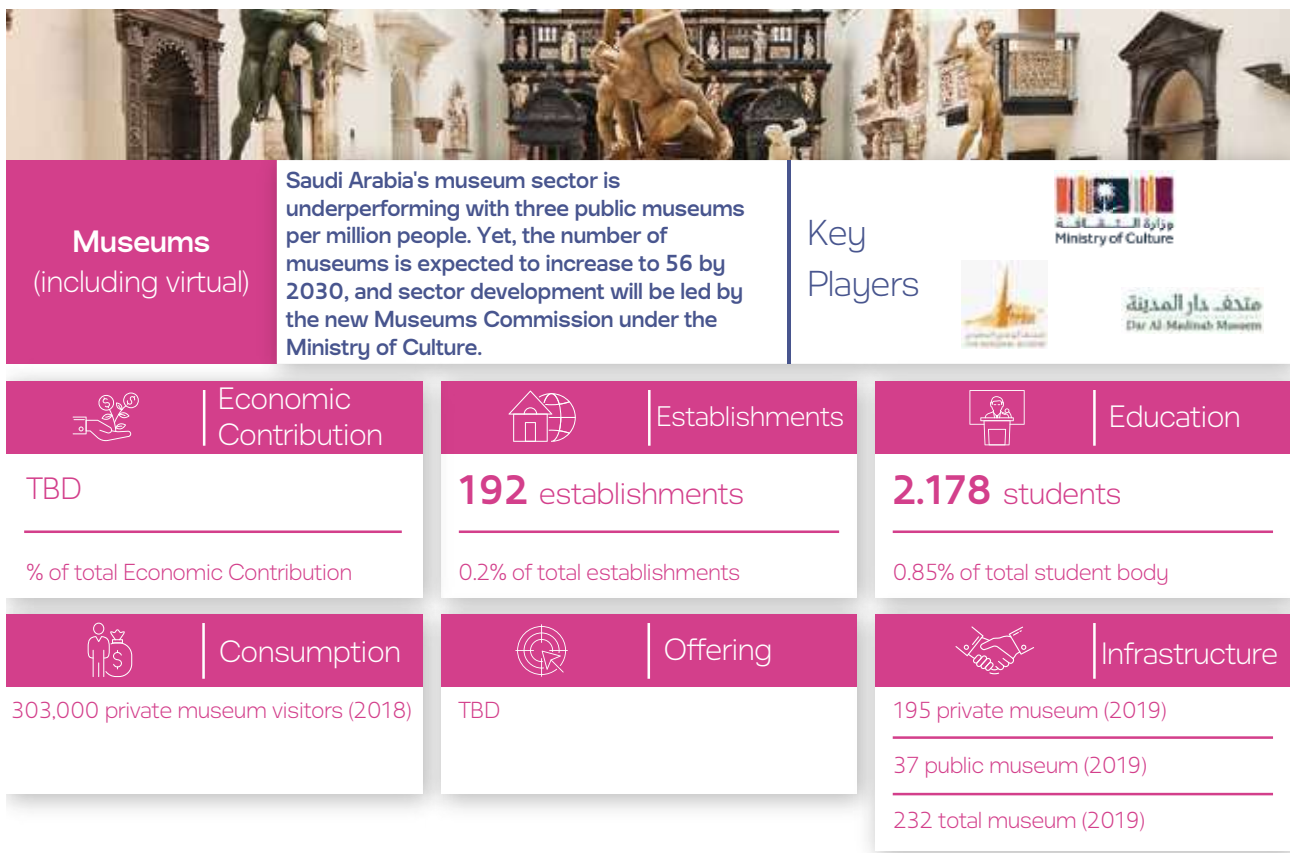 Museums
(including virtual)
Saudi Arabia's museum sector is
underperforming with three public museums
per million people. Yet, the number of
museums is expected to increase to 56 by
2030, and sector development will be led by
the new Museums Commission under the
Ministry of Culture.
Key
Players
وزارة الثقافة
Ministry of Culture
متحف دار المدينة
Dar Al-Madinah Museum
Economic
Contribution
TBD
% of total Economic Contribution
Establishments
192 establishments
0.2% of total establishments
Education
2.178 students
0.85% of total student body
Consumption
303,000 private museum visitors (2018)
Offering
TBD
Infrastructure
195 private museum (2019)
37 public museum (2019)
232 total museum (2019)